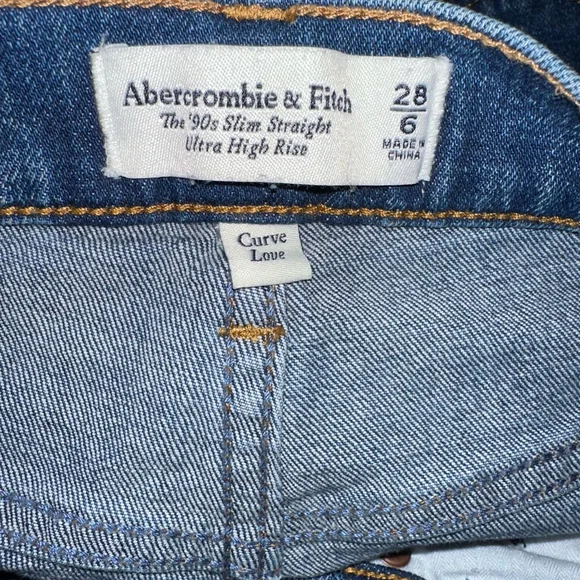 Abercrombie & Fitch
The '90s Slim Straight
Ultra High Rise
28
6
MADE IN
CHINA
Curve
Love